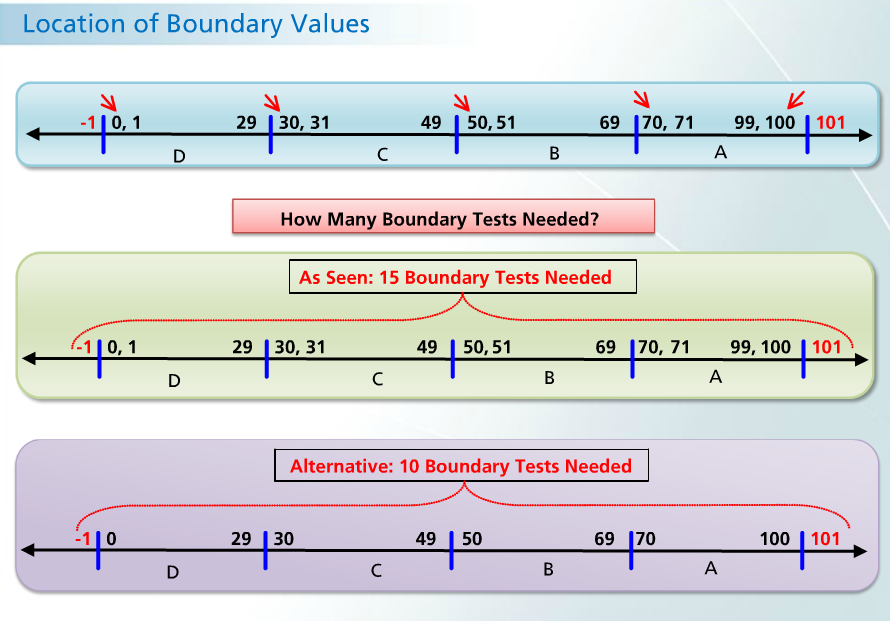 Location of Boundary Values
-1 0, 1 29 30, 31 49 50, 51 69 70, 71 99, 100 101
D C B A
How Many Boundary Tests Needed?
As Seen: 15 Boundary Tests Needed
-1 0, 1 29 30, 31 49 50, 51 69 70, 71 99, 100 101
D C B A
Alternative: 10 Boundary Tests Needed
-1 0 29 30 49 50 69 70 100 101
D C B A